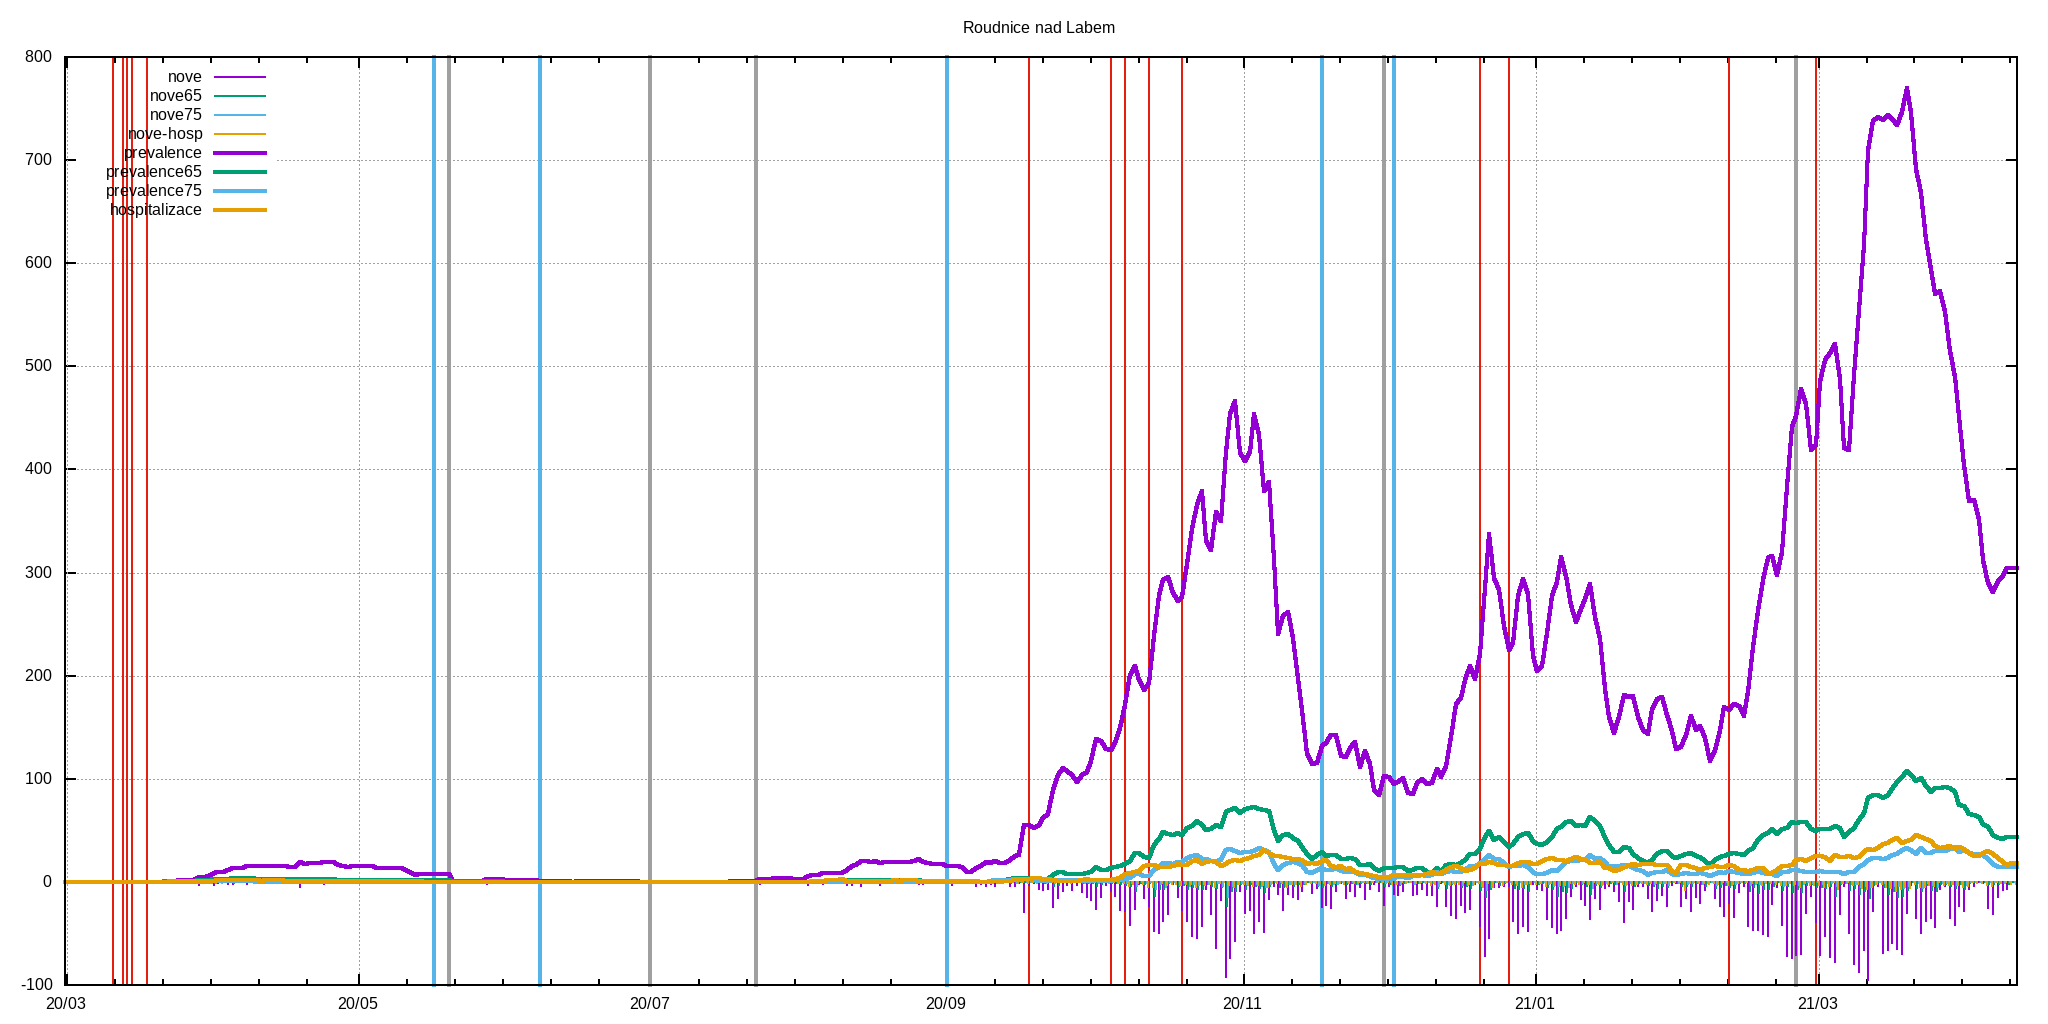 Roudnice nad Labem
800
700
600
500
400
300
200
100
0
-100
nove
nove65
nove75
nove-hosp
prevalence
prevalence65
prevalence75
hospitalizace
20/03 20/05 20/07 20/09 20/11 21/01 21/03